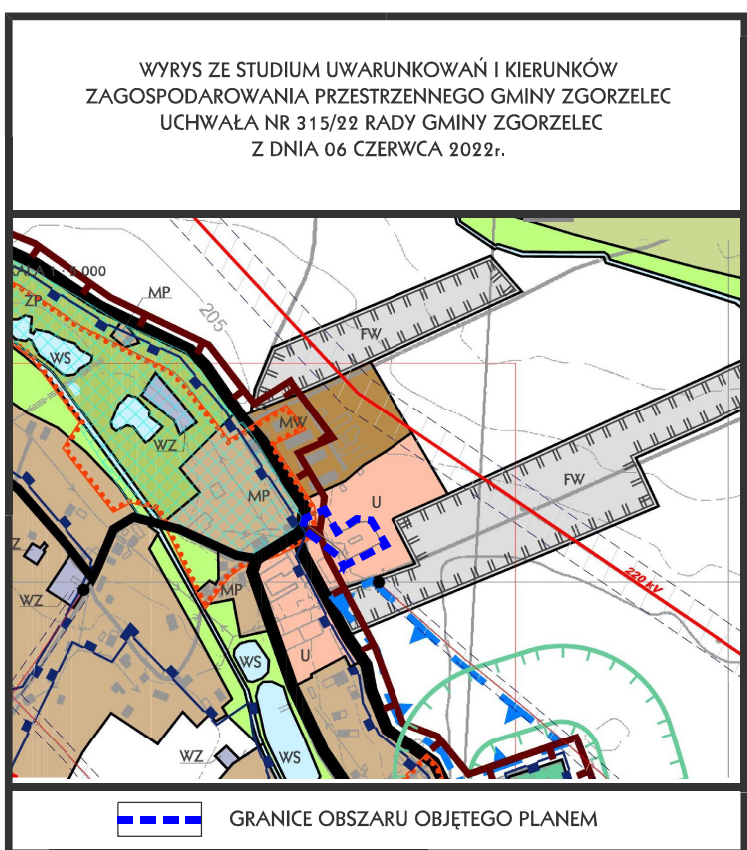 WYRYS ZE STUDIUM UWARUNKOWAŃ I KIERUNKÓW
ZAGOSPODAROWANIA PRZESTRZENNEGO GMINY ZGORZELEC
UCHWAŁA NR 315/22 RADY GMINY ZGORZELEC
Z DNIA 06 CZERWCA 2022r.
MP
ZP
205
WS
FW
MW
WZ
MP
U
FW
Z
220 kV
WZ
MP
WS
U
WZ
WS
GRANICE OBSZARU OBJĘTEGO PLANEM